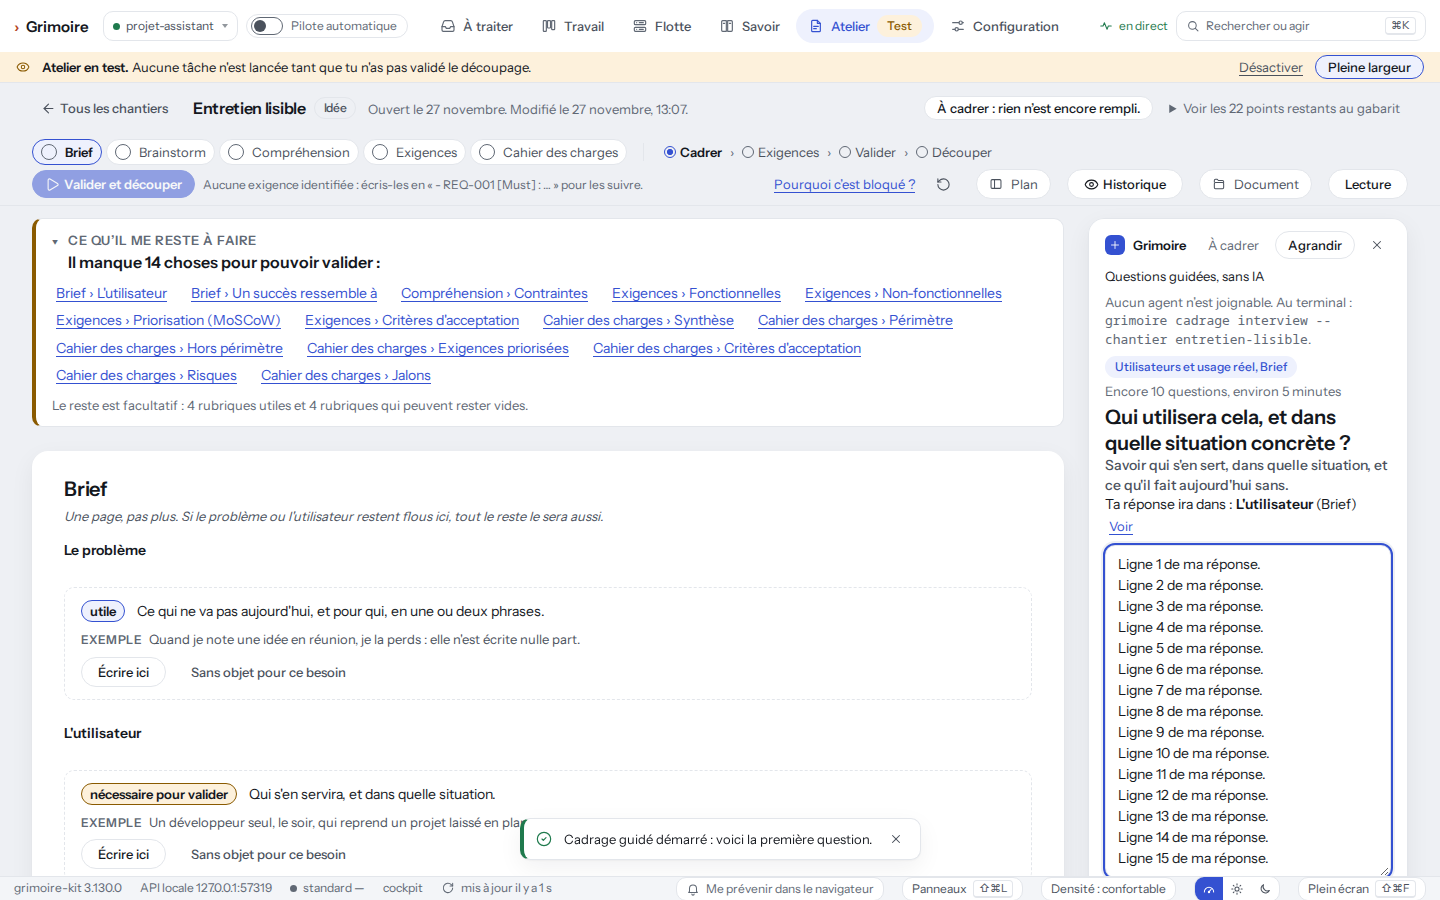 › Grimoire projet-assistant Pilote automatique À traiter Travail Flotte Savoir Atelier Test Configuration en direct Rechercher ou agir ⌘K
Atelier en test. Aucune tâche n'est lancée tant que tu n'as pas validé le découpage. Désactiver Pleine largeur
← Tous les chantiers Entretien lisible Idée Ouvert le 27 novembre. Modifié le 27 novembre, 13:07. À cadrer : rien n'est encore rempli. ▶ Voir les 22 points restants au gabarit
Brief Brainstorm Compréhension Exigences Cahier des charges Cadrer › Exigences › Valider › Découper
Valider et découper Aucune exigence identifiée : écris-les en « - REQ-001 [Must] : … » pour les suivre. Pourquoi c'est bloqué ? Plan Historique Document Lecture
▾ CE QU'IL ME RESTE À FAIRE
Il manque 14 choses pour pouvoir valider :
Brief › L'utilisateur Brief › Un succès ressemble à Compréhension › Contraintes Exigences › Fonctionnelles Exigences › Non-fonctionnelles
Exigences › Priorisation (MoSCoW) Exigences › Critères d'acceptation Cahier des charges › Synthèse Cahier des charges › Périmètre
Cahier des charges › Hors périmètre Cahier des charges › Exigences priorisées Cahier des charges › Critères d'acceptation
Cahier des charges › Risques Cahier des charges › Jalons
Le reste est facultatif : 4 rubriques utiles et 4 rubriques qui peuvent rester vides.
Brief
Une page, pas plus. Si le problème ou l'utilisateur restent flous ici, tout le reste le sera aussi.
Le problème
utile Ce qui ne va pas aujourd'hui, et pour qui, en une ou deux phrases.
EXEMPLE Quand je note une idée en réunion, je la perds : elle n'est écrite nulle part.
Écrire ici Sans objet pour ce besoin
L'utilisateur
nécessaire pour valider Qui s'en servira, et dans quelle situation.
EXEMPLE Un développeur seul, le soir, qui reprend un projet laissé en plan
Écrire ici Sans objet pour ce besoin
Cadrage guidé démarré : voici la première question.
Grimoire À cadrer Agrandir
Questions guidées, sans IA
Aucun agent n'est joignable. Au terminal :
grimoire cadrage interview --
chantier entretien-lisible.
Utilisateurs et usage réel, Brief
Encore 10 questions, environ 5 minutes
Qui utilisera cela, et dans
quelle situation concrète ?
Savoir qui s'en sert, dans quelle situation, et
ce qu'il fait aujourd'hui sans.
Ta réponse ira dans : L'utilisateur (Brief)
Voir
Ligne 1 de ma réponse.
Ligne 2 de ma réponse.
Ligne 3 de ma réponse.
Ligne 4 de ma réponse.
Ligne 5 de ma réponse.
Ligne 6 de ma réponse.
Ligne 7 de ma réponse.
Ligne 8 de ma réponse.
Ligne 9 de ma réponse.
Ligne 10 de ma réponse.
Ligne 11 de ma réponse.
Ligne 12 de ma réponse.
Ligne 13 de ma réponse.
Ligne 14 de ma réponse.
Ligne 15 de ma réponse.
grimoire-kit 3.130.0 API locale 127.0.0.1:57319 standard — cockpit mis à jour il y a 1 s Me prévenir dans le navigateur Panneaux ⇧⌘L Densité : confortable Plein écran ⇧⌘F